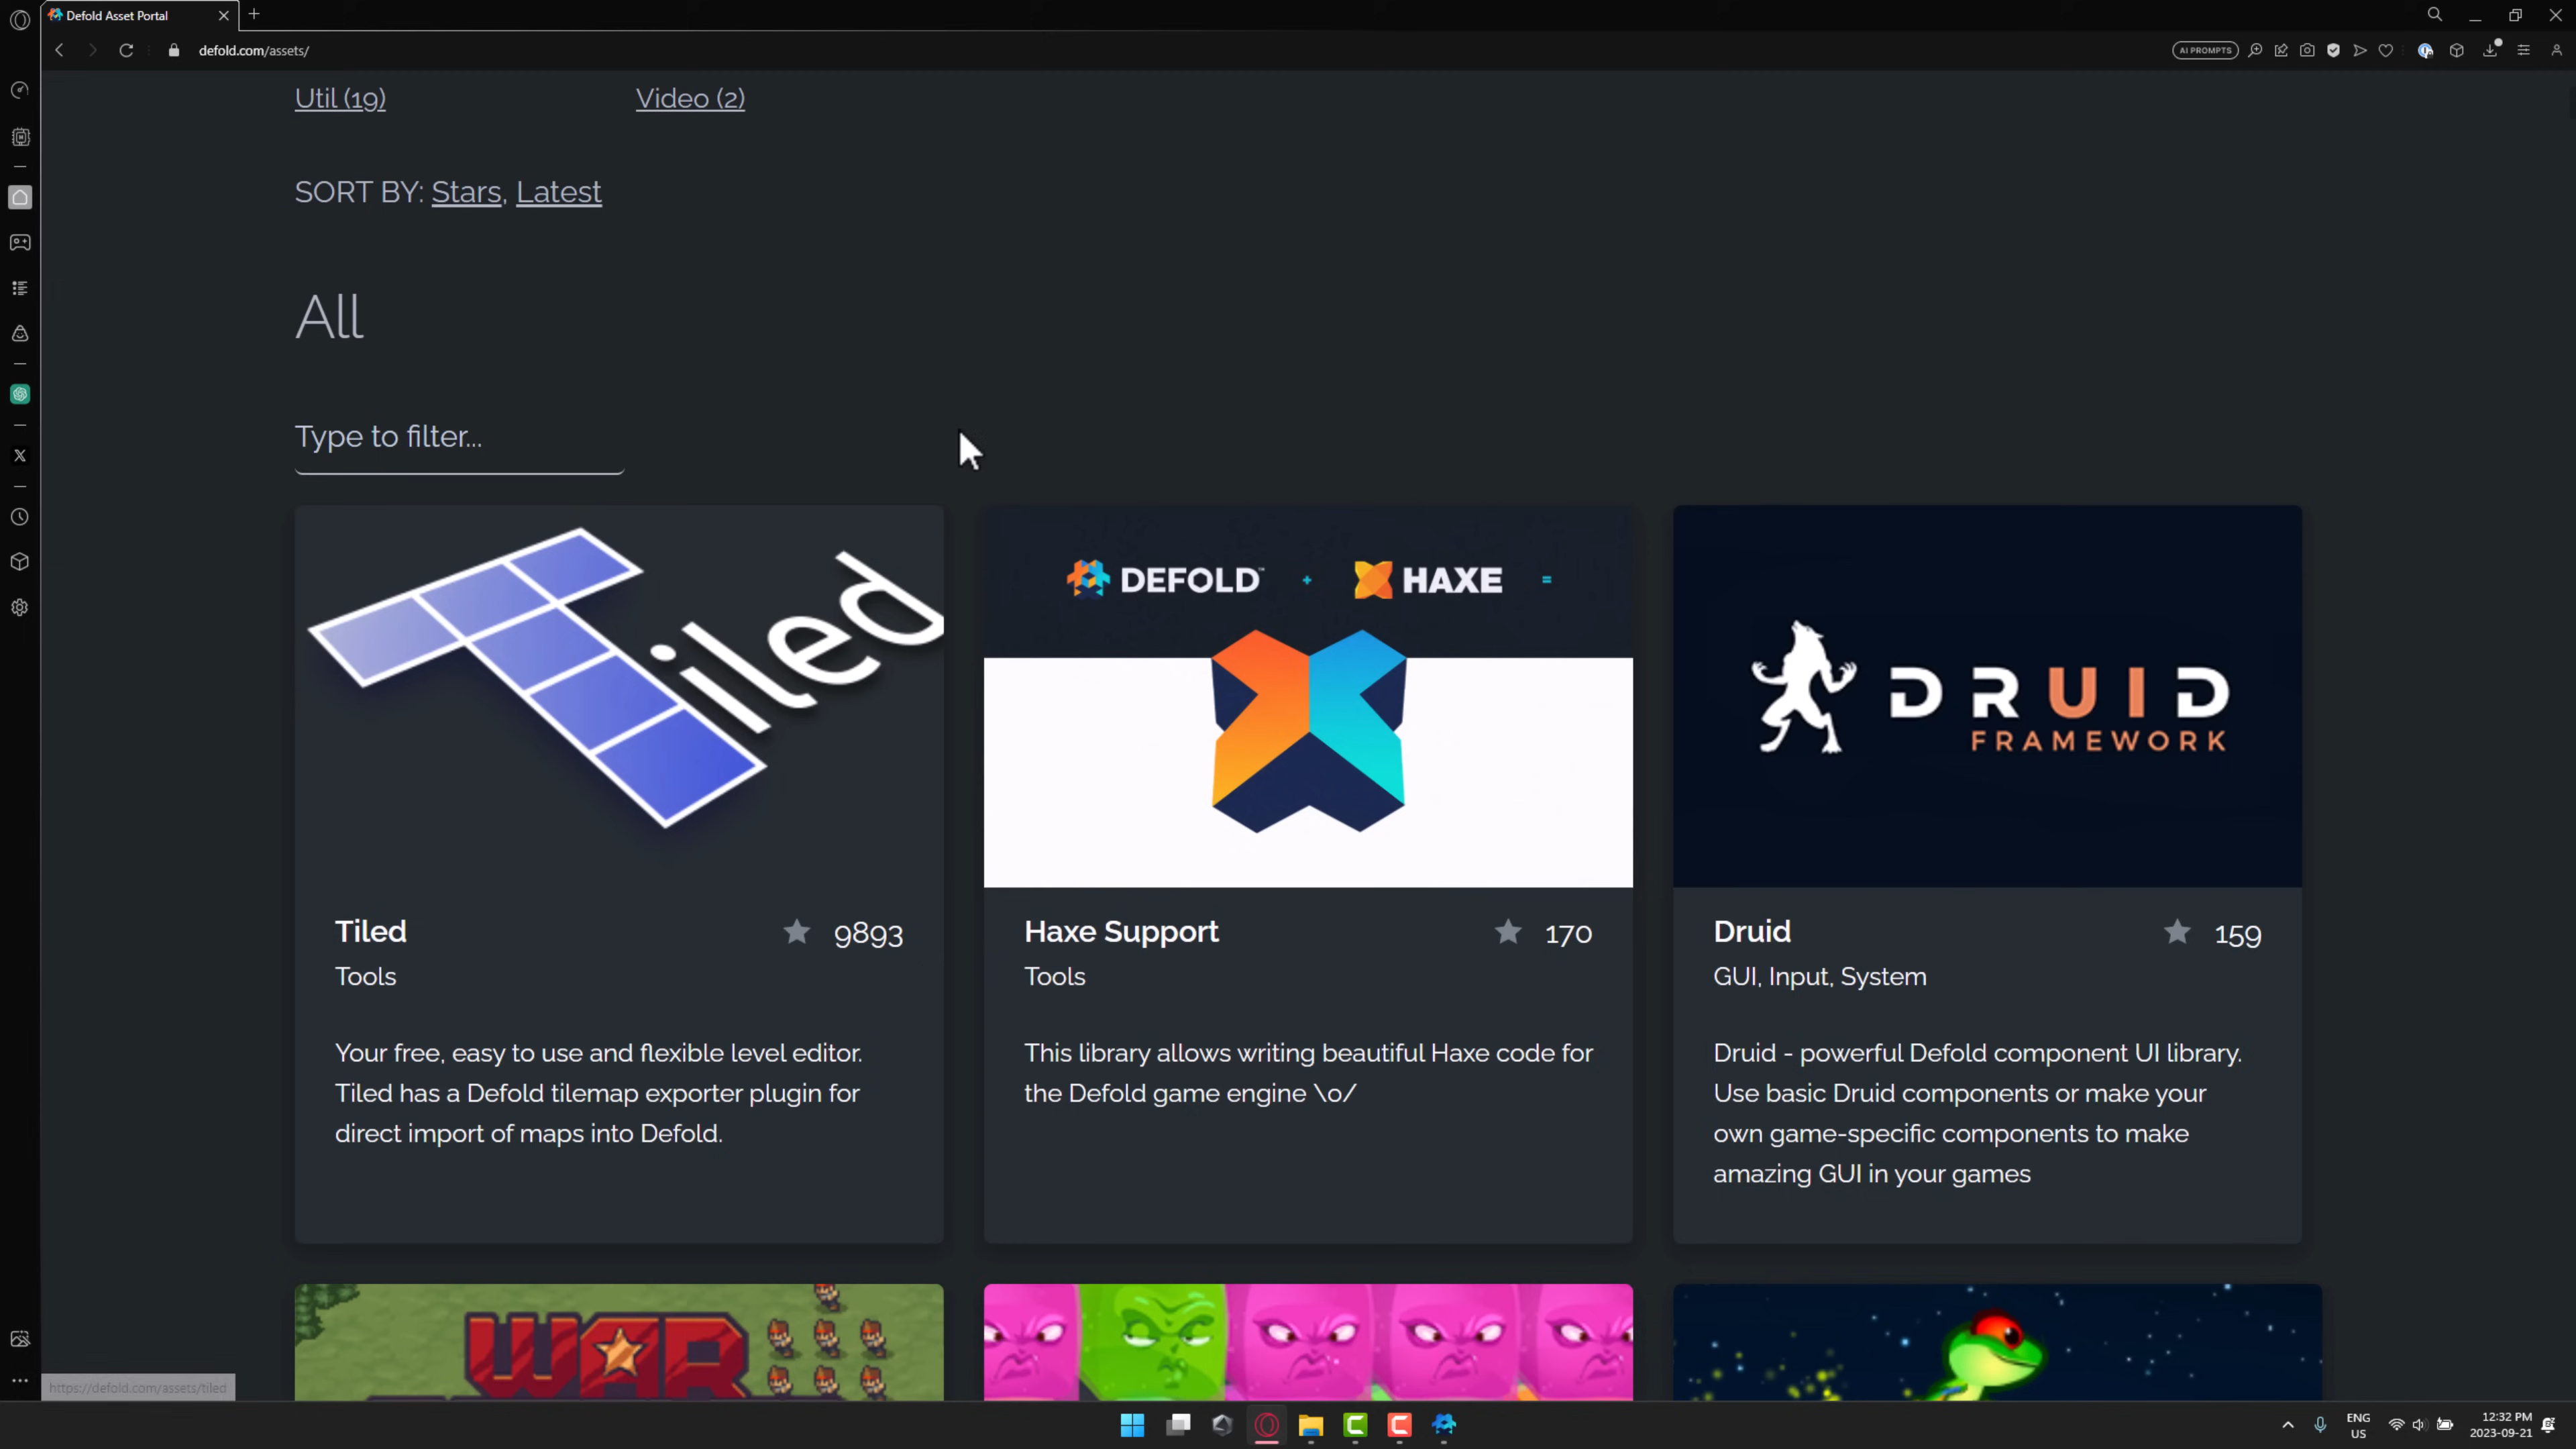 Defold Asset Portal
defold.com/assets/
AI PROMPTS
Util (19)
Video (2)
SORT BY: Stars, Latest
All
Type to filter...
Tiled
DEFOLD™ + HAXE =
DRUID
FRAMEWORK
Tiled
9893
Tools
Your free, easy to use and flexible level editor.
Tiled has a Defold tilemap exporter plugin for
direct import of maps into Defold.
Haxe Support
170
Tools
This library allows writing beautiful Haxe code for
the Defold game engine \o/
Druid
159
GUI, Input, System
Druid - powerful Defold component UI library.
Use basic Druid components or make your
own game-specific components to make
amazing GUI in your games
WAR
https://defold.com/assets/tiled
ENG
US
12:32 PM
2023-09-21